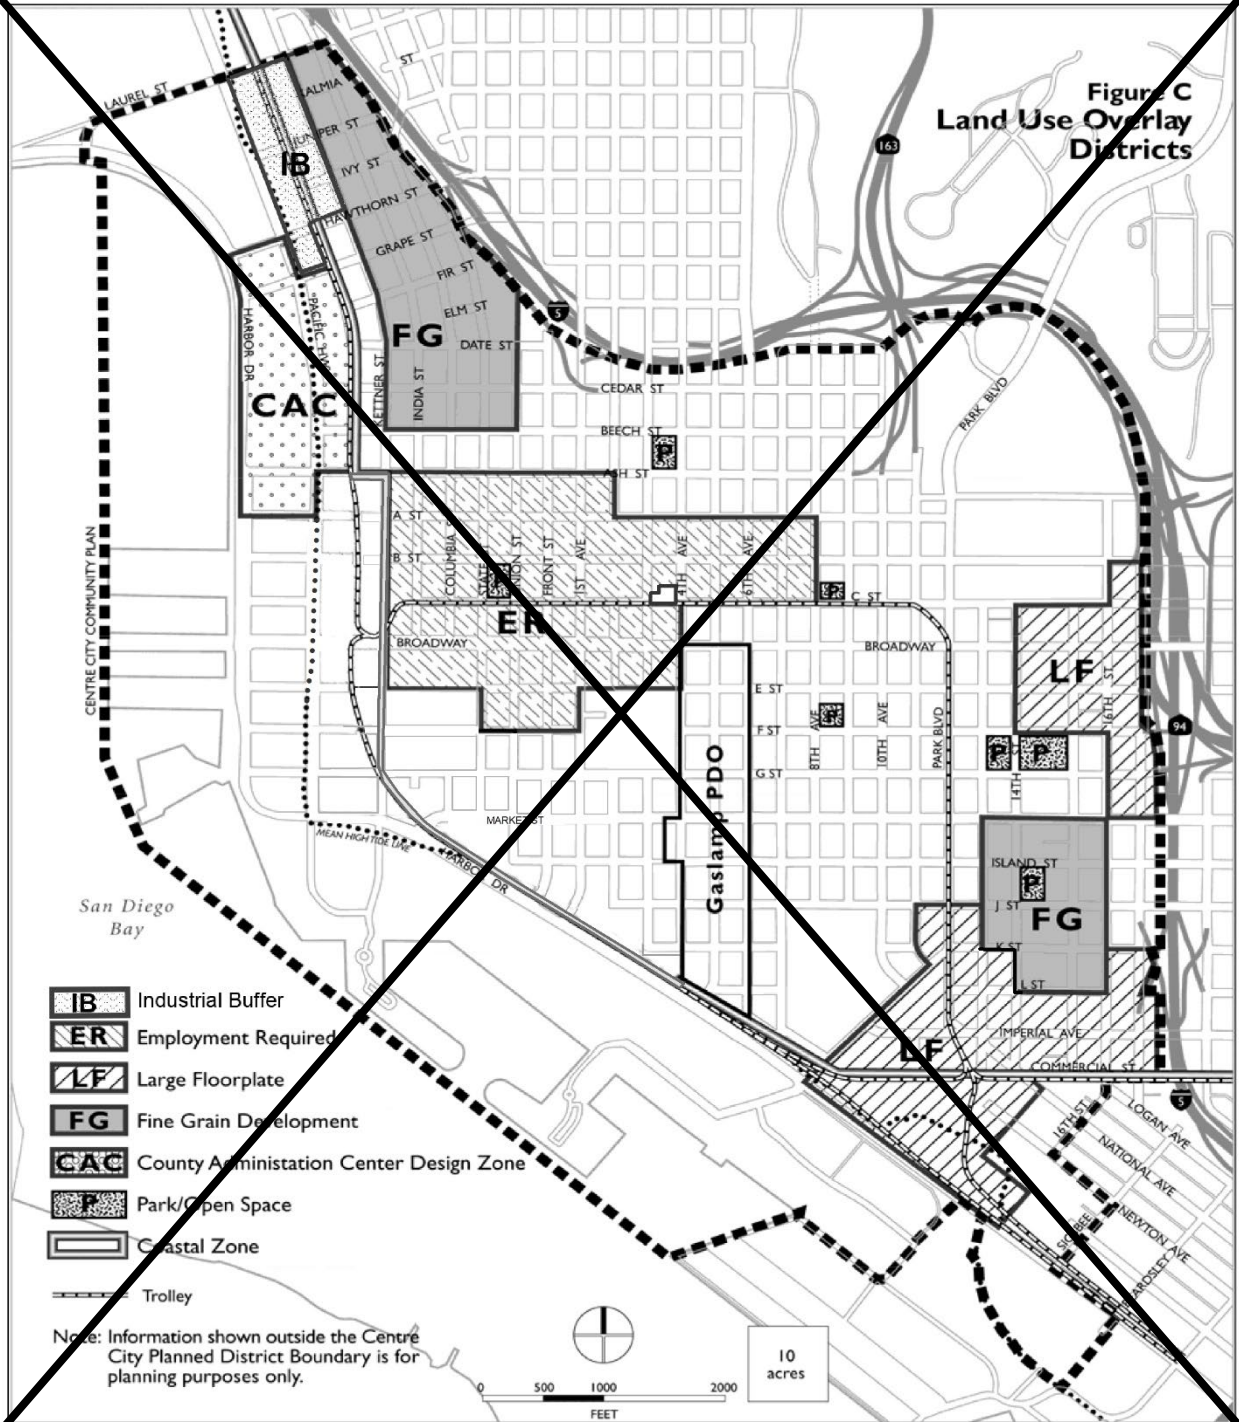 Figure C
Land Use Overlay
Districts
ST
LAUREL ST
KALMIA
JUNIPER ST
IVY ST
HAWTHORN ST
GRAPE ST
FIR ST
ELM ST
DATE ST
IB
FG
CAC
HARBOR DR
PACIFIC HWY
KETTNER ST
INDIA ST
163
5
CEDAR ST
BEECH ST
P
ASH ST
PARK BLVD
A ST
B ST
COLUMBIA
STATE
UNION ST
FRONT ST
1ST AVE
4TH AVE
6TH AVE
P
P
C ST
ER
BROADWAY
BROADWAY
CENTRE CITY COMMUNITY PLAN
E ST
F ST
G ST
P
8TH AVE
10TH AVE
PARK BLVD
LF
16TH ST
94
P
P
14TH
Gaslamp PDO
MARKET ST
MEAN HIGH TIDE LINE
HARBOR DR
ISLAND ST
P
J ST
FG
K ST
L ST
San Diego
Bay
IMPERIAL AVE
LF
COMMERCIAL ST
5
16TH ST
LOGAN AVE
NATIONAL AVE
NEWTON AVE
SIGSBEE
BEARDSLEY
IB Industrial Buffer
ER Employment Required
LF Large Floorplate
FG Fine Grain Development
CAC County Administation Center Design Zone
P Park/Open Space
Coastal Zone
Trolley
Note: Information shown outside the Centre
City Planned District Boundary is for
planning purposes only.
0 500 1000 2000
FEET
10
acres